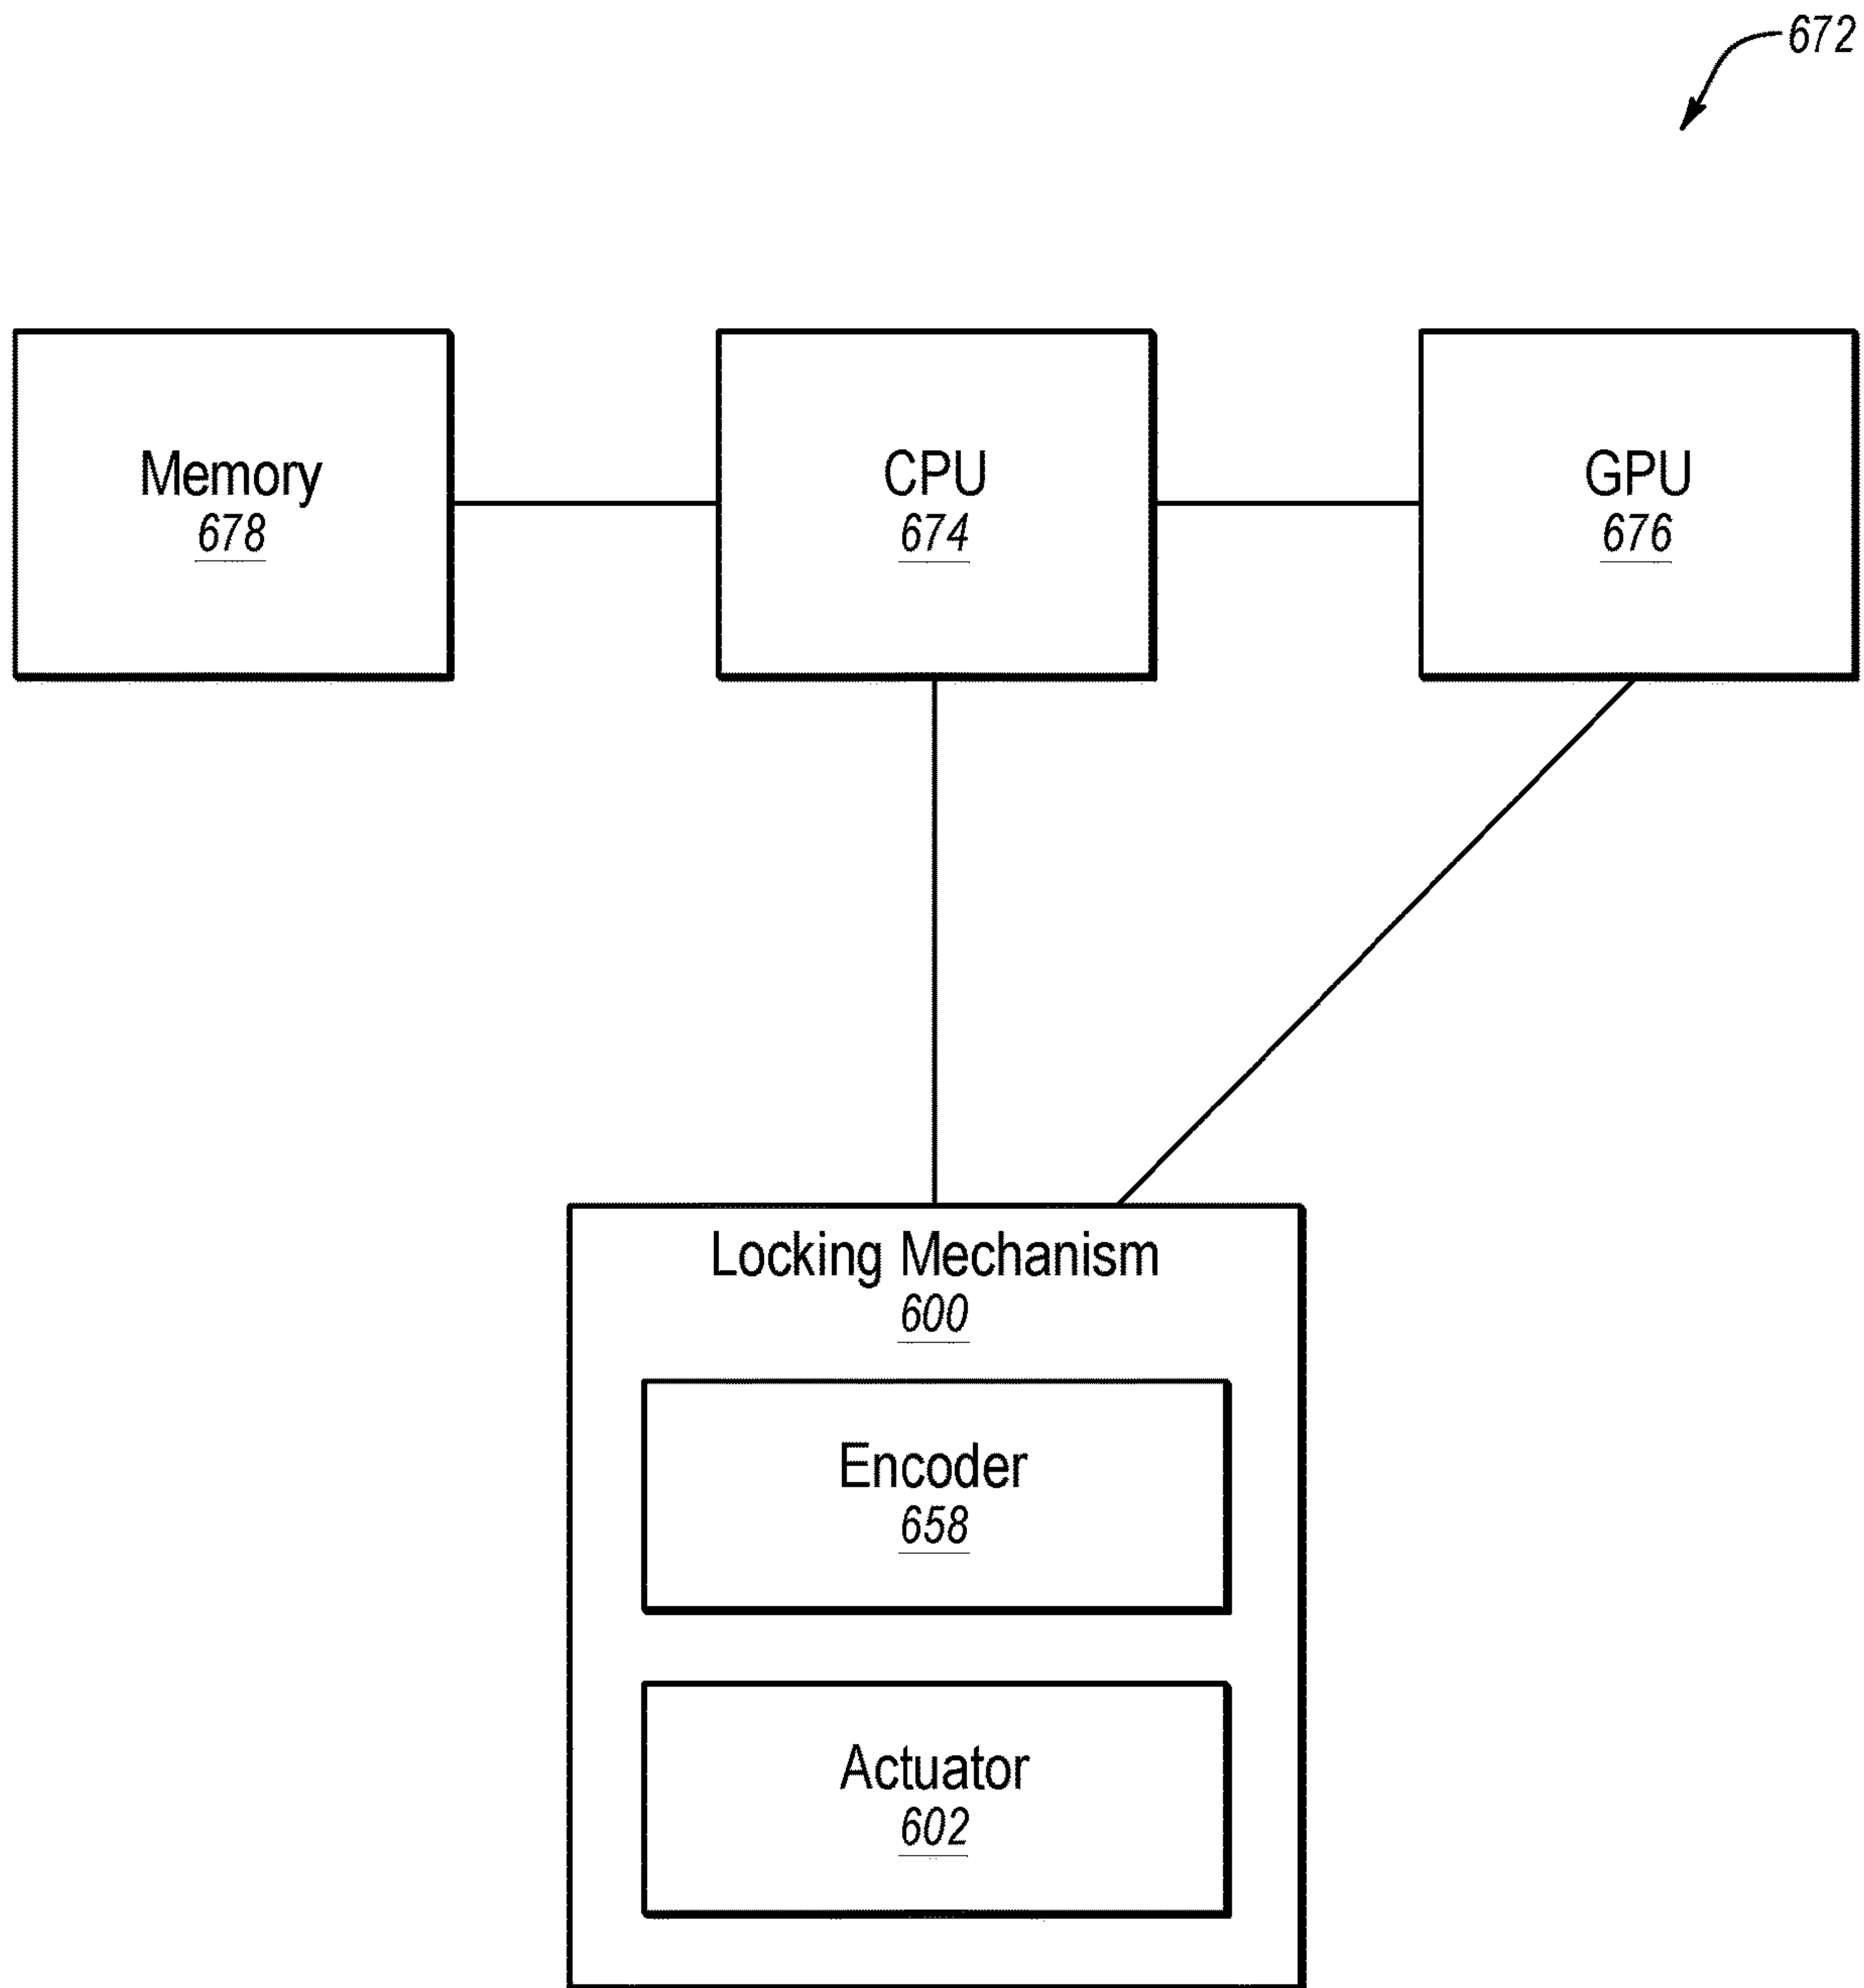 672
Memory
678
CPU
674
GPU
676
Locking Mechanism
600
Encoder
658
Actuator
602